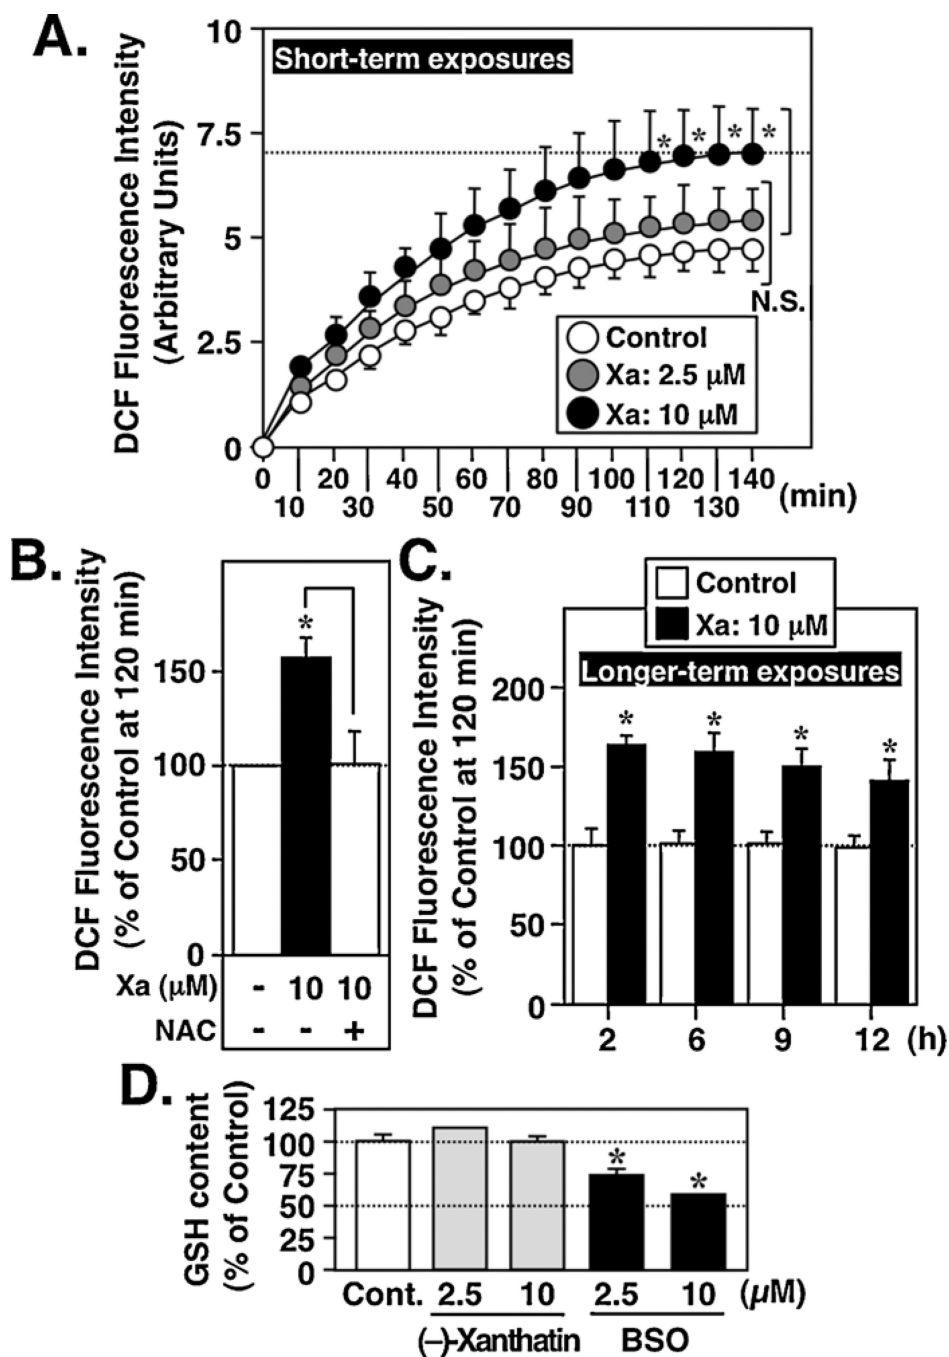 A.
DCF Fluorescence Intensity
(Arbitrary Units)
10
7.5
5
2.5
0
Short-term exposures
* * * *
N.S.
Control
Xa: 2.5 µM
Xa: 10 µM
0 20 40 60 80 100 120 140
10 30 50 70 90 110 130
(min)
B.
DCF Fluorescence Intensity
(% of Control at 120 min)
150
100
50
0
*
Xa (µM) - 10 10
NAC - - +
C.
DCF Fluorescence Intensity
(% of Control at 120 min)
Control
Xa: 10 µM
Longer-term exposures
200
150
100
50
0
* * * *
2 6 9 12 (h)
D.
GSH content
(% of Control)
125
100
75
50
25
0
* *
Cont. 2.5 10 2.5 10 (µM)
(–)-Xanthatin BSO